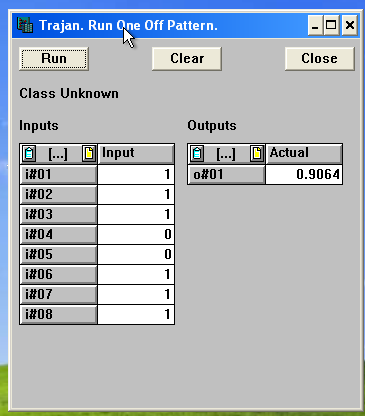 Trajan. Run One Off Pattern.
Run Clear Close
Class Unknown
Inputs Outputs
[...] Input [...] Actual
i#01 1 o#01 0.9064
i#02 1
i#03 1
i#04 0
i#05 0
i#06 1
i#07 1
i#08 1